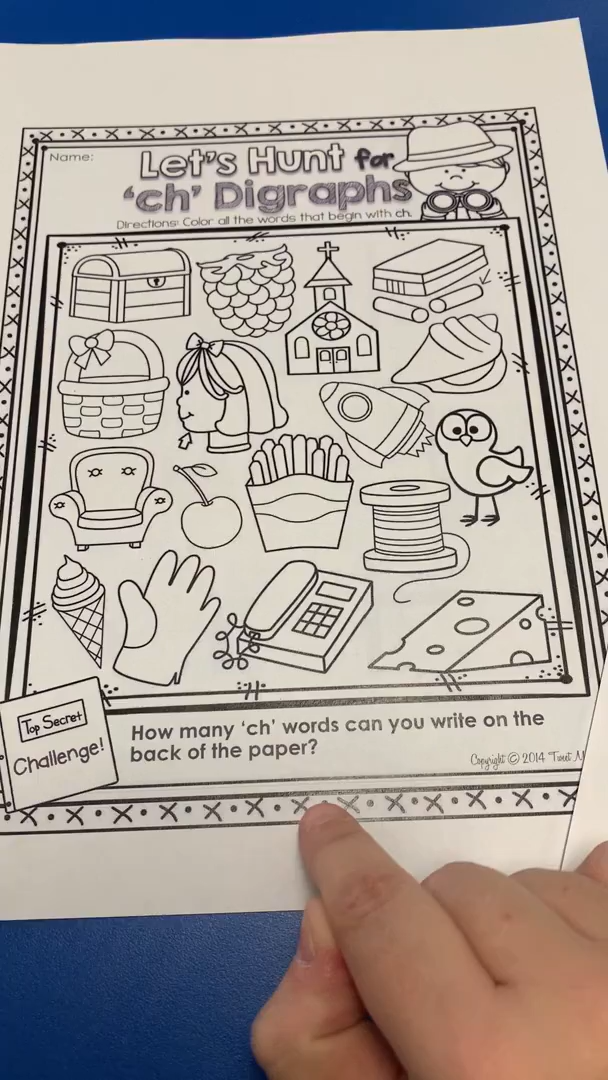 Name:
Let's Hunt for
'ch' Digraphs
Directions: Color all the words that begin with ch.
Top Secret
Challenge!
How many 'ch' words can you write on the
back of the paper?
Copyright © 2014 Tweet